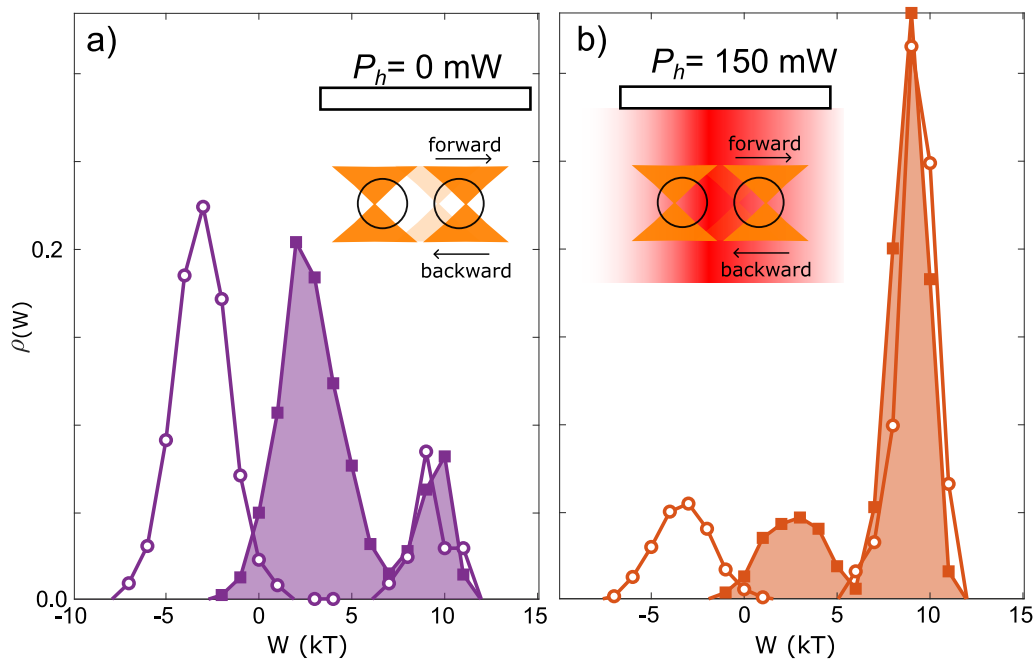 a)
P_h= 0 mW
forward
backward
0.2
0.0
ρ(W)
-10 -5 0 5 10 15
W (kT)
b)
P_h= 150 mW
forward
backward
-5 0 5 10 15
W (kT)